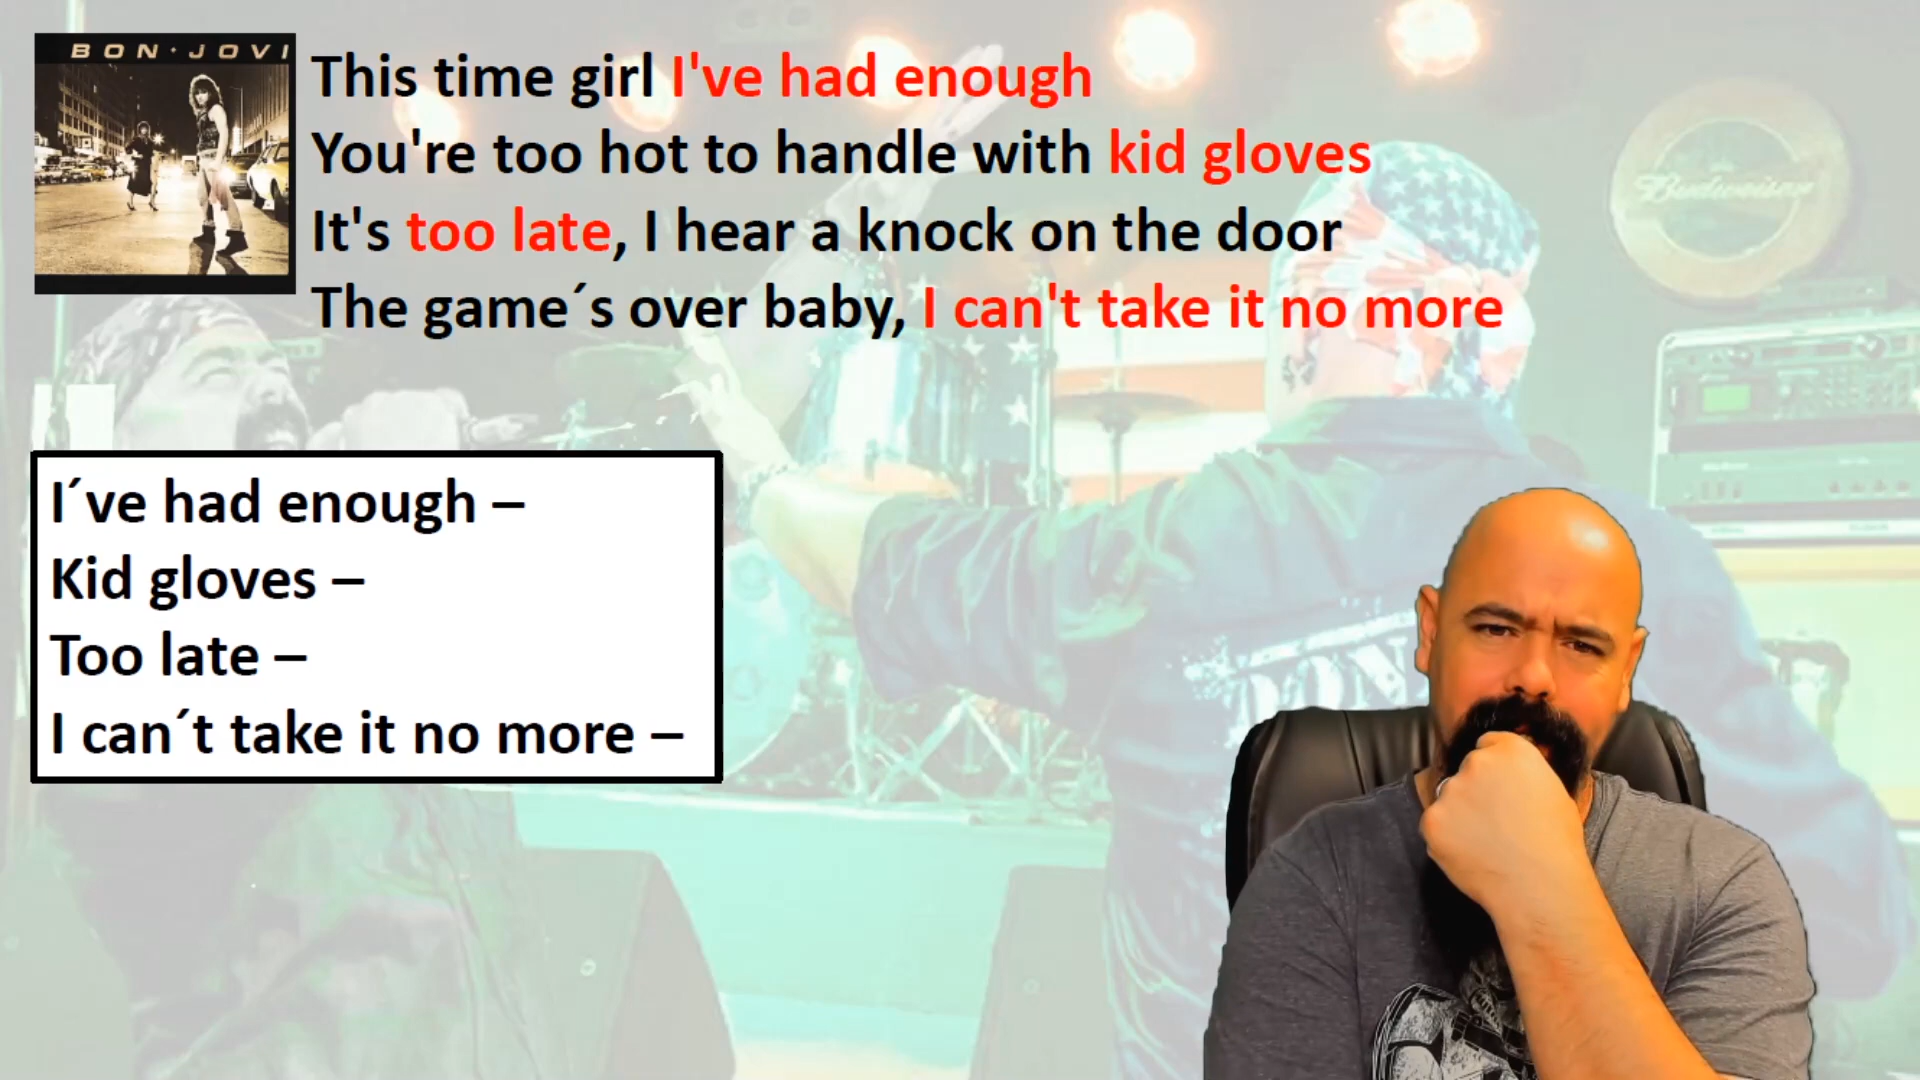 BON·JOVI
This time girl I've had enough
You're too hot to handle with kid gloves
It's too late, I hear a knock on the door
The game´s over baby, I can't take it no more
Budweiser
I´ve had enough –
Kid gloves –
Too late –
I can´t take it no more –